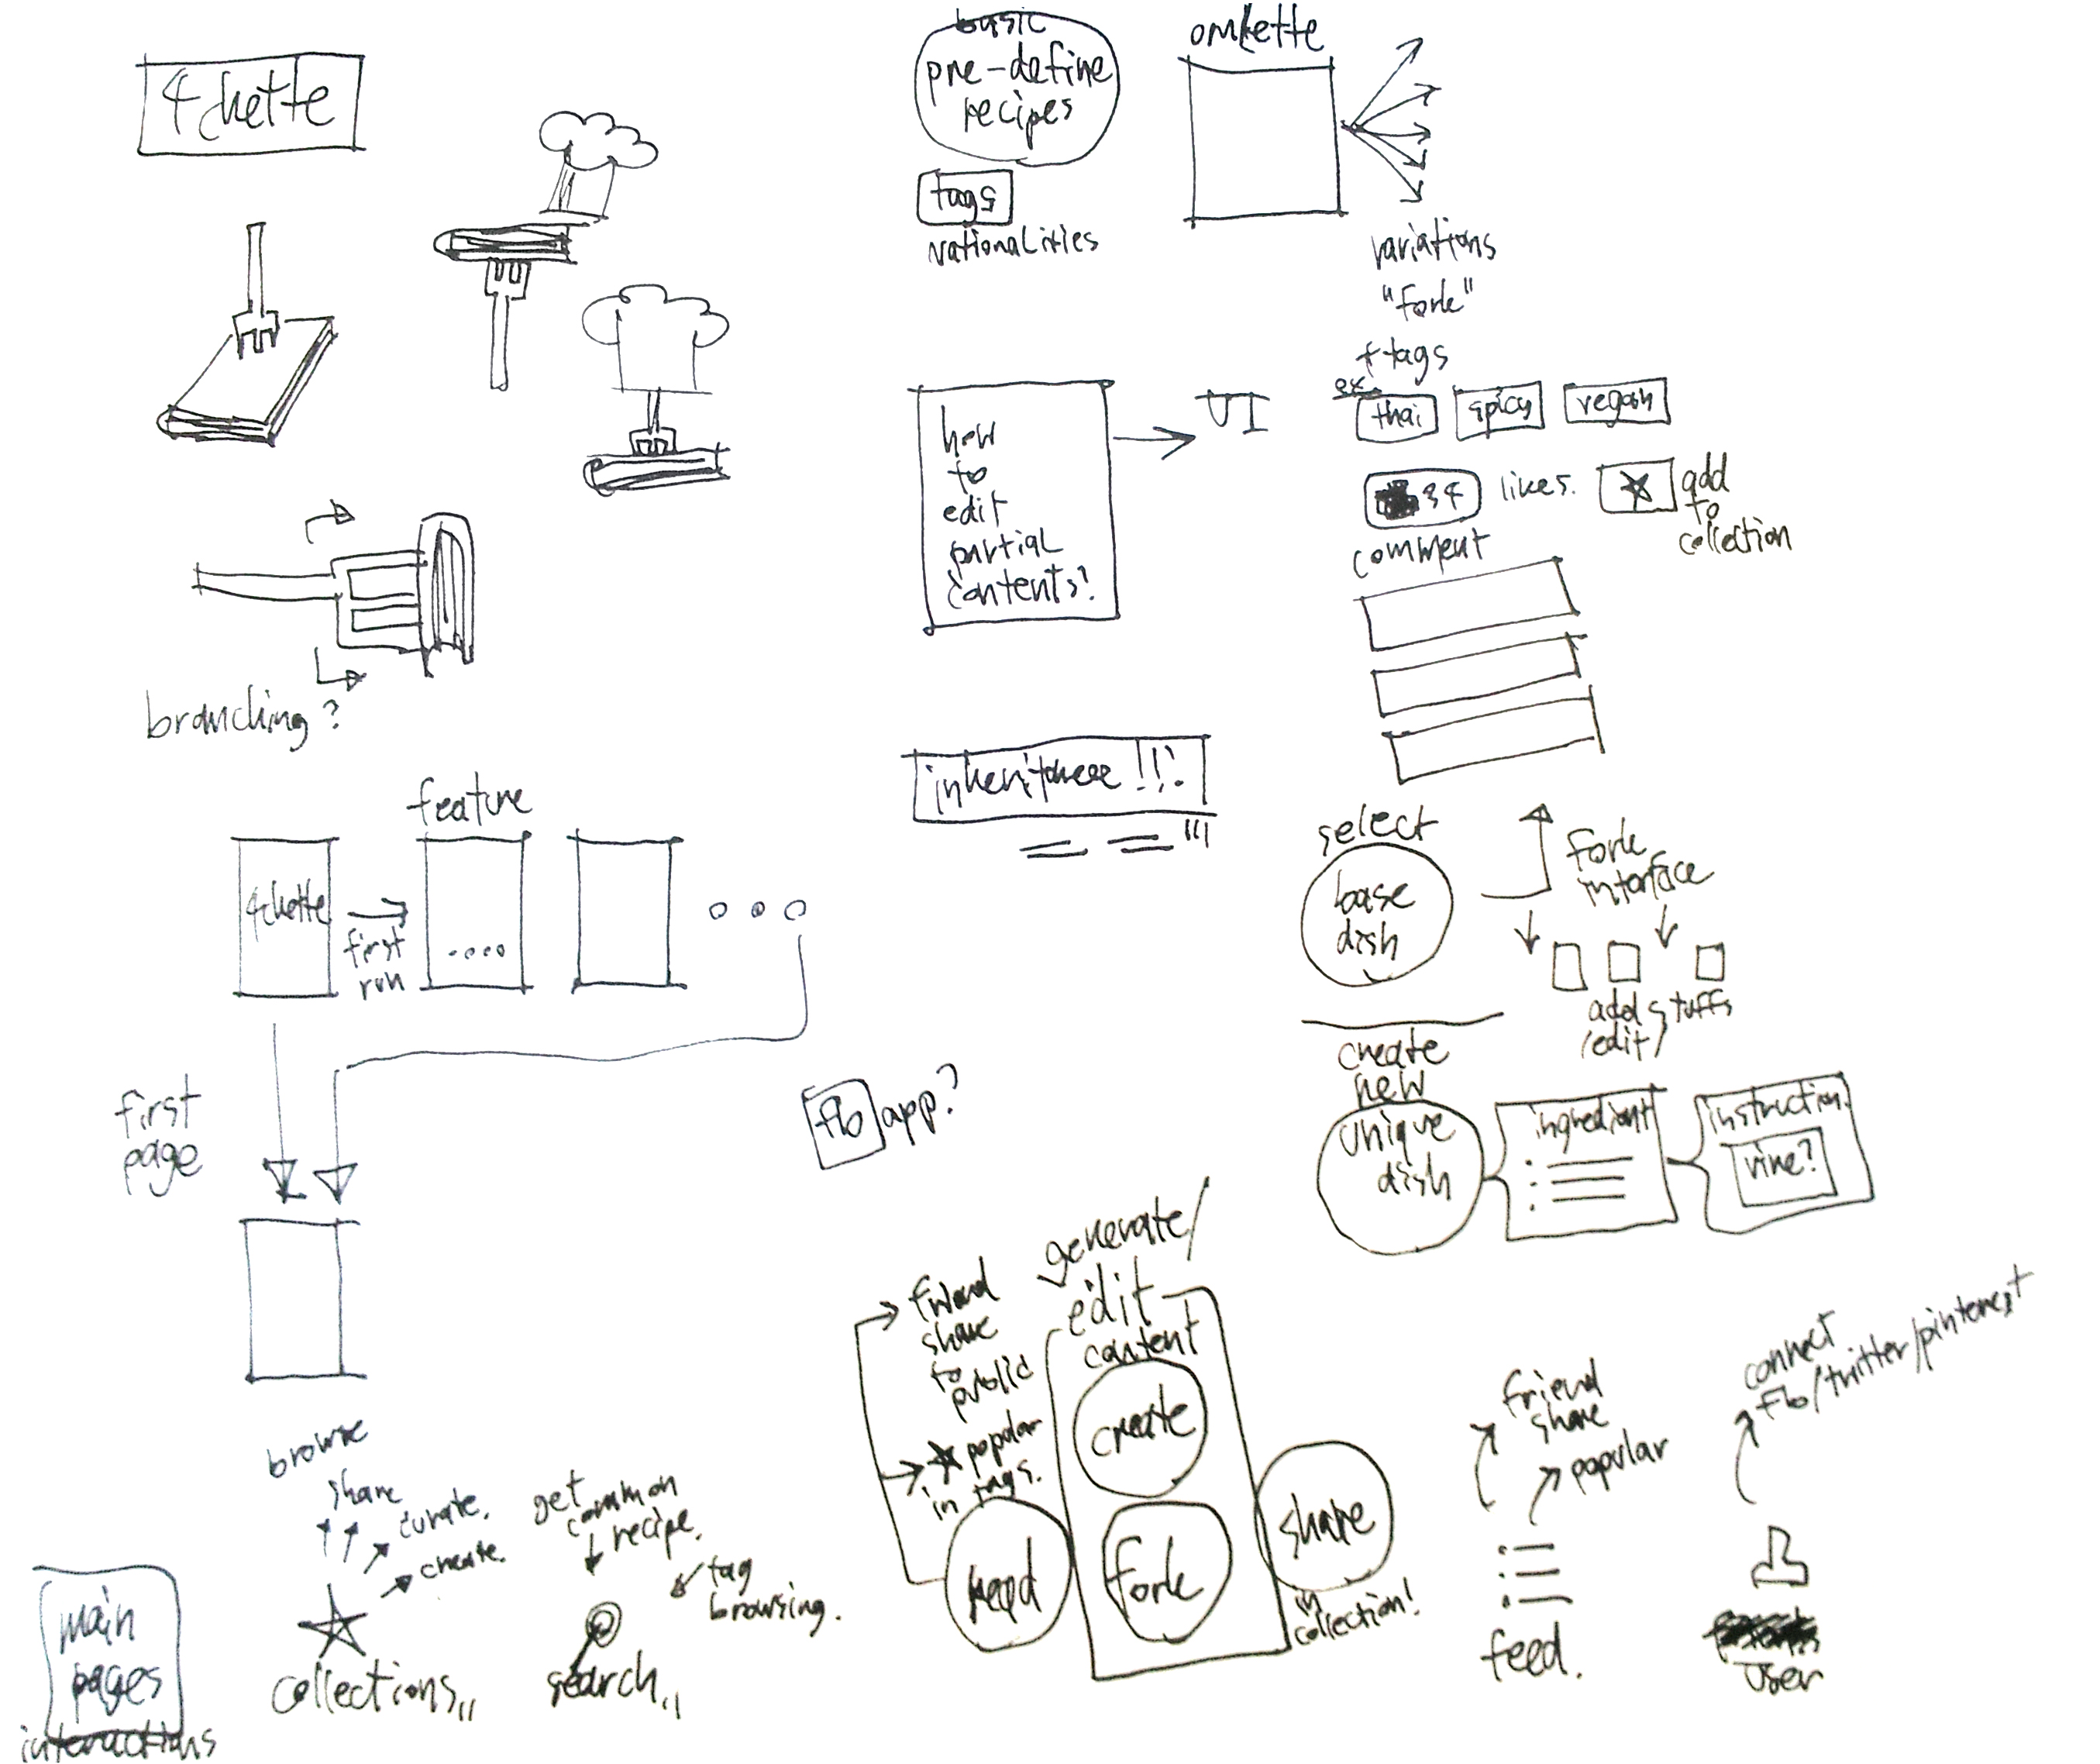 4chette
basic
pre-define
recipes
tags
nationalities
omlette
variations
"fork"
+tags
ex.
thai
spicy
vegan
34
likes.
add
to
collection
comment
how
to
edit
partial
contents?
UI
branching?
inheritance!!!
feature
4chette
first
run
first
page
browse
fb app?
select
base
dish
fork
interface
add stuffs
(edit)
create
new
unique
dish
ingredient
instruction.
vine?
generate/
edit
content
create
fork
share
in
collection!
friend
share
to
public
popular
in tags.
read
friend
share
popular
feed.
connect
fb/twitter/pinterest
user
share
curate.
create.
collections
get
common
recipe.
tag
browsing.
search
main
pages
interactions